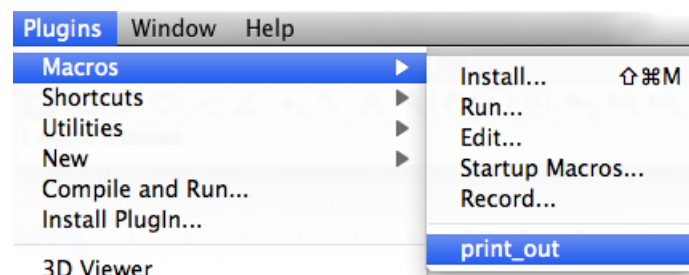 Plugins Window Help
Macros
Shortcuts
Utilities
New
Compile and Run...
Install PlugIn...
3D Viewer
Install... ⇧⌘M
Run...
Edit...
Startup Macros...
Record...
print_out